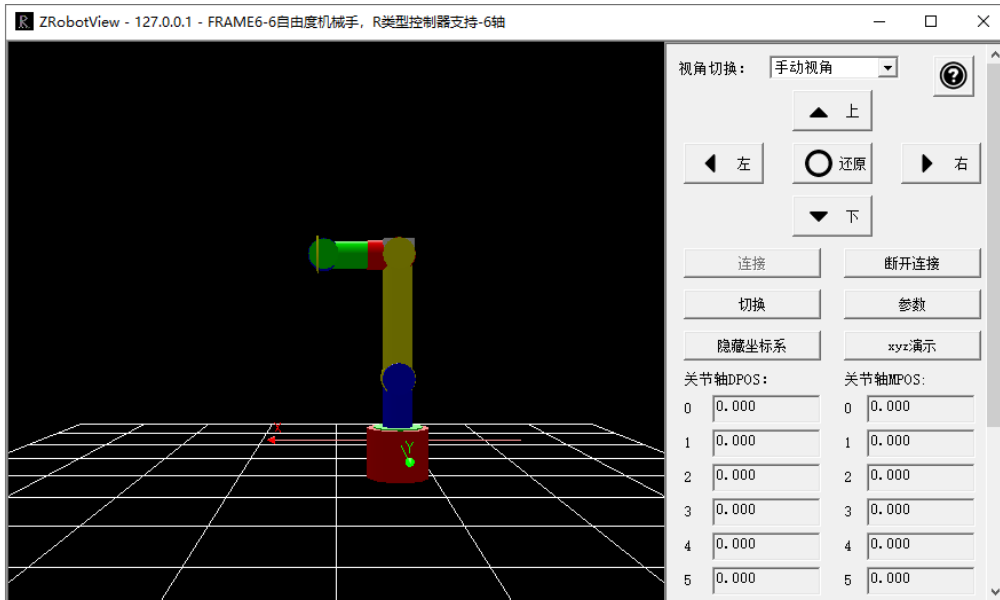 ZRobotView - 127.0.0.1 - FRAME6-6自由度机械手，R类型控制器支持-6轴
视角切换： 手动视角
上
左 还原 右
下
连接 断开连接
切换 参数
隐藏坐标系 xyz演示
关节轴DPOS： 关节轴MPOS:
0 0.000 0 0.000
1 0.000 1 0.000
2 0.000 2 0.000
3 0.000 3 0.000
4 0.000 4 0.000
5 0.000 5 0.000
X
Y